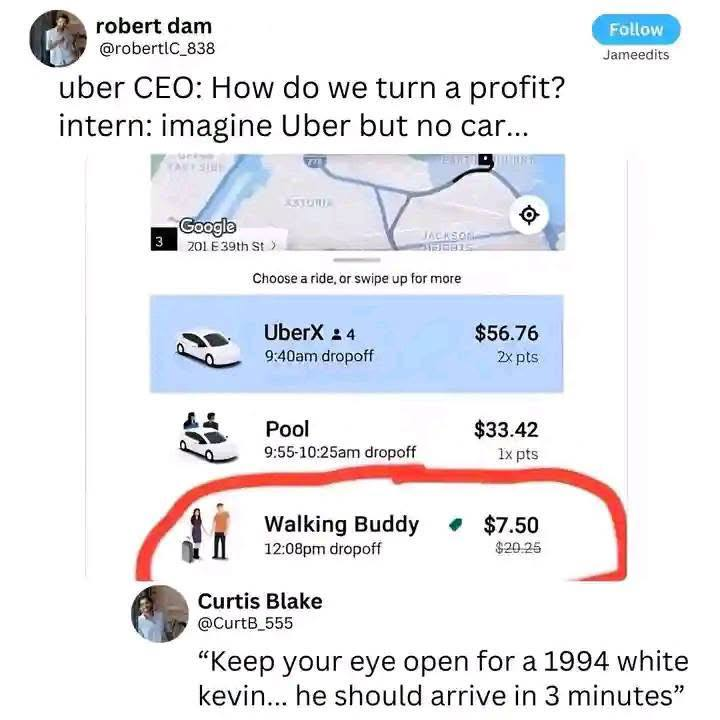 robert dam
@robertlC_838
Follow
Jameedits
uber CEO: How do we turn a profit?
intern: imagine Uber but no car...
EAST SIDE
ASTORIA
Google
JACKSON
HEIGHTS
3
201 E 39th St >
Choose a ride, or swipe up for more
UberX 4
$56.76
9:40am dropoff
2x pts
Pool
$33.42
9:55-10:25am dropoff
1x pts
Walking Buddy
$7.50
12:08pm dropoff
$20.25
Curtis Blake
@CurtB_555
“Keep your eye open for a 1994 white
kevin... he should arrive in 3 minutes”